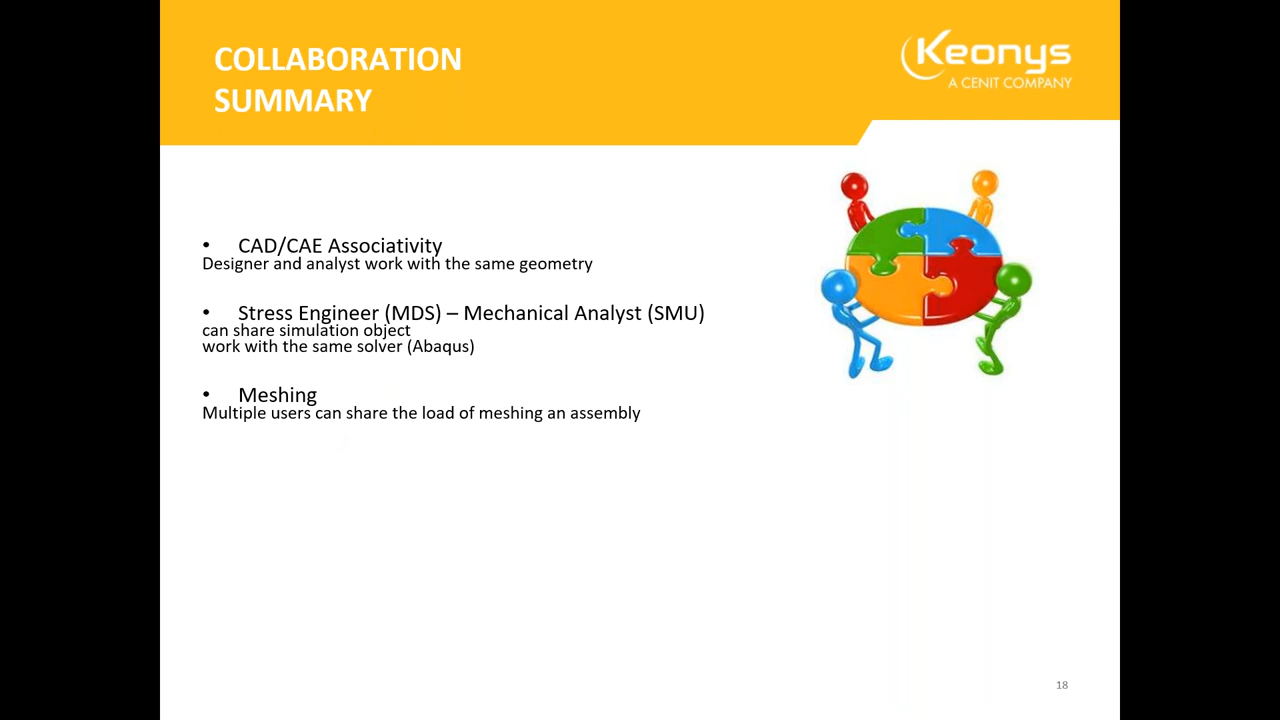 COLLABORATION
SUMMARY
Keonys
A CENIT COMPANY
• CAD/CAE Associativity
Designer and analyst work with the same geometry
• Stress Engineer (MDS) – Mechanical Analyst (SMU)
can share simulation object
work with the same solver (Abaqus)
• Meshing
Multiple users can share the load of meshing an assembly
18